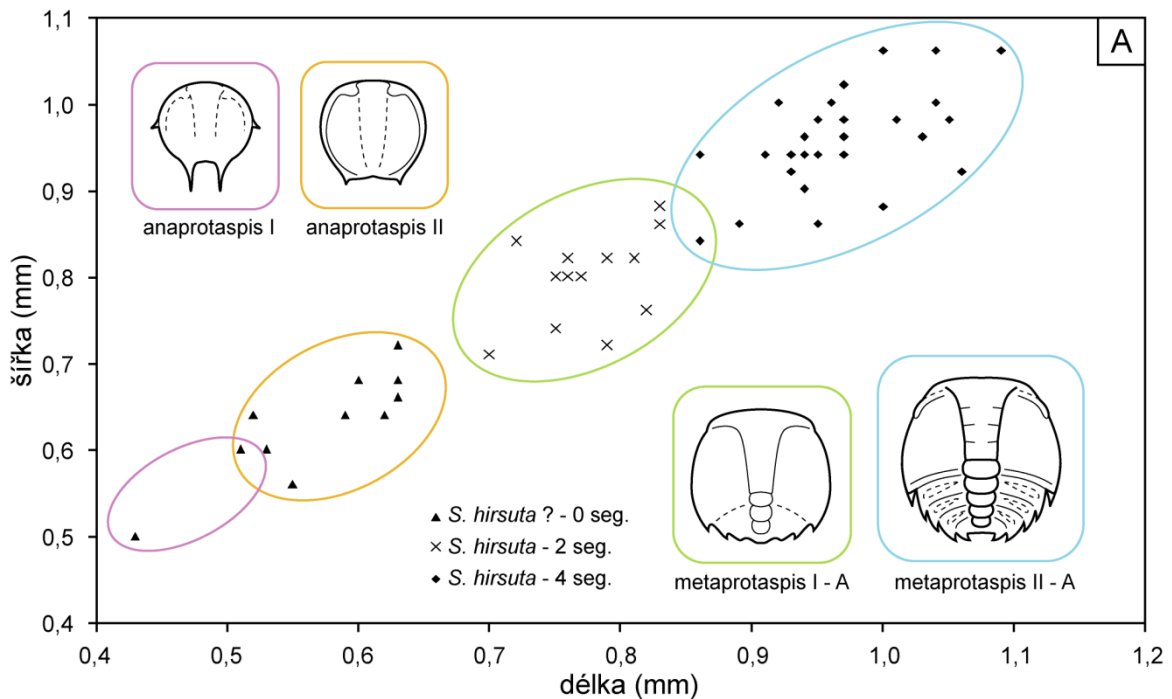 A
1,1
1,0
0,9
0,8
0,7
0,6
0,5
0,4
šířka (mm)
anaprotaspis I
anaprotaspis II
S. hirsuta ? - 0 seg.
S. hirsuta - 2 seg.
S. hirsuta - 4 seg.
metaprotaspis I - A
metaprotaspis II - A
0,4 0,5 0,6 0,7 0,8 0,9 1,0 1,1 1,2
délka (mm)